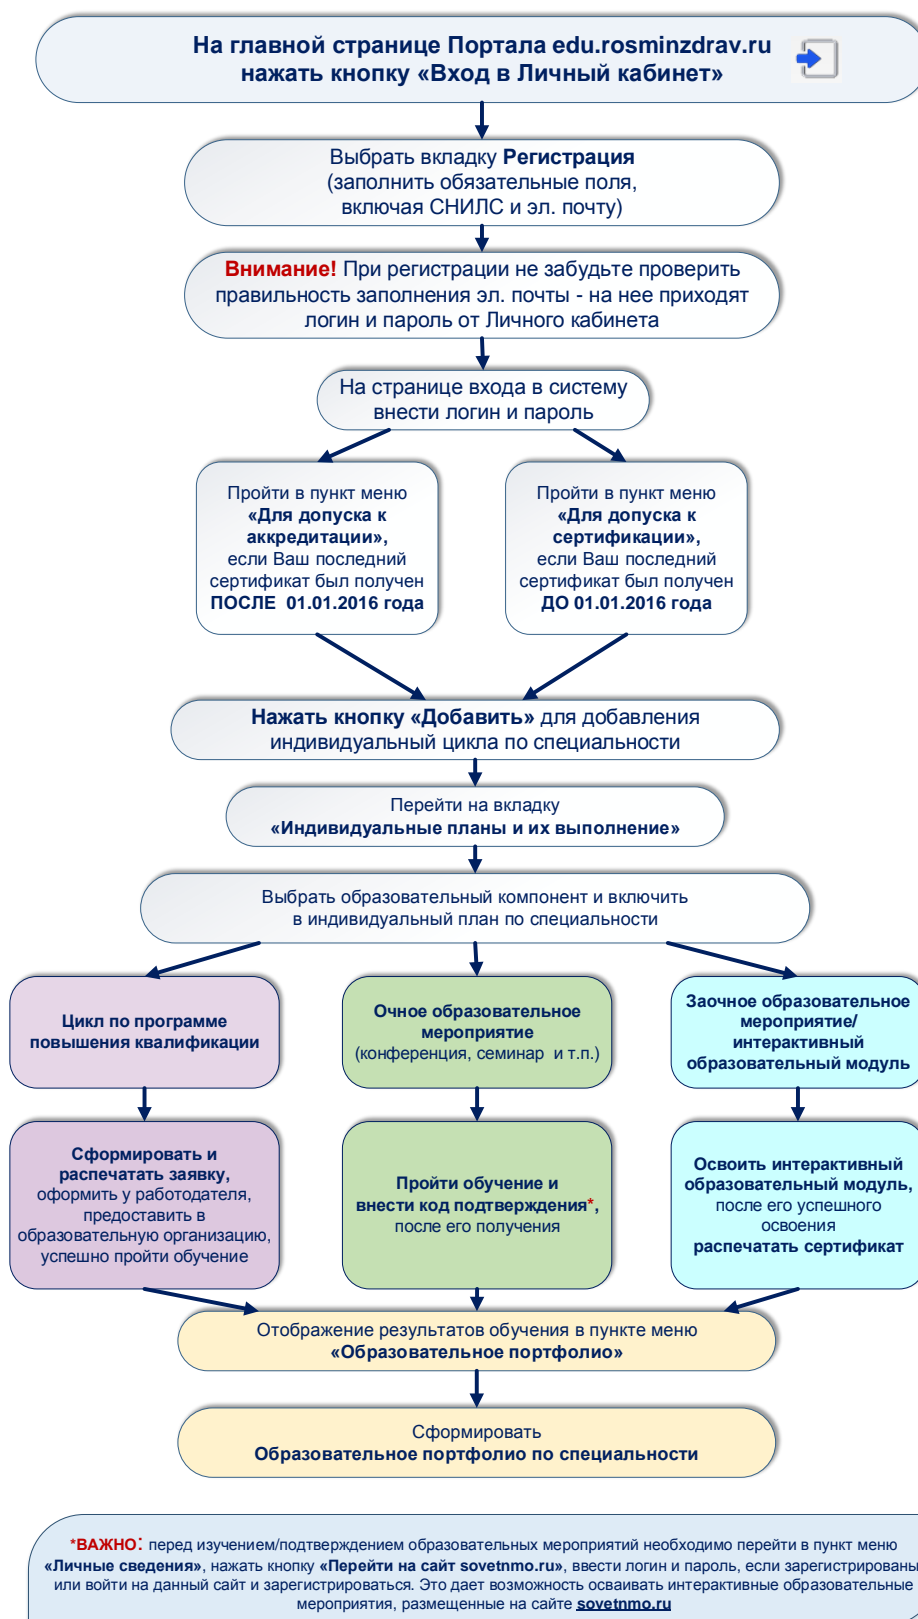 На главной странице Портала edu.rosminzdrav.ru
нажать кнопку «Вход в Личный кабинет»
Выбрать вкладку Регистрация
(заполнить обязательные поля,
включая СНИЛС и эл. почту)
Внимание! При регистрации не забудьте проверить
правильность заполнения эл. почты - на нее приходят
логин и пароль от Личного кабинета
На странице входа в систему
внести логин и пароль
Пройти в пункт меню
«Для допуска к
аккредитации»,
если Ваш последний
сертификат был получен
ПОСЛЕ 01.01.2016 года
Пройти в пункт меню
«Для допуска к
сертификации»,
если Ваш последний
сертификат был получен
ДО 01.01.2016 года
Нажать кнопку «Добавить» для добавления
индивидуальный цикла по специальности
Перейти на вкладку
«Индивидуальные планы и их выполнение»
Выбрать образовательный компонент и включить
в индивидуальный план по специальности
Цикл по программе
повышения квалификации
Очное образовательное
мероприятие
(конференция, семинар и т.п.)
Заочное образовательное
мероприятие/
интерактивный
образовательный модуль
Сформировать и
распечатать заявку,
оформить у работодателя,
предоставить в
образовательную организацию,
успешно пройти обучение
Пройти обучение и
внести код подтверждения*,
после его получения
Освоить интерактивный
образовательный модуль,
после его успешного
освоения
распечатать сертификат
Отображение результатов обучения в пункте меню
«Образовательное портфолио»
Сформировать
Образовательное портфолио по специальности
*ВАЖНО: перед изучением/подтверждением образовательных мероприятий необходимо перейти в пункт меню
«Личные сведения», нажать кнопку «Перейти на сайт sovetnmo.ru», ввести логин и пароль, если зарегистрированы
или войти на данный сайт и зарегистрироваться. Это дает возможность осваивать интерактивные образовательные
мероприятия, размещенные на сайте sovetnmo.ru